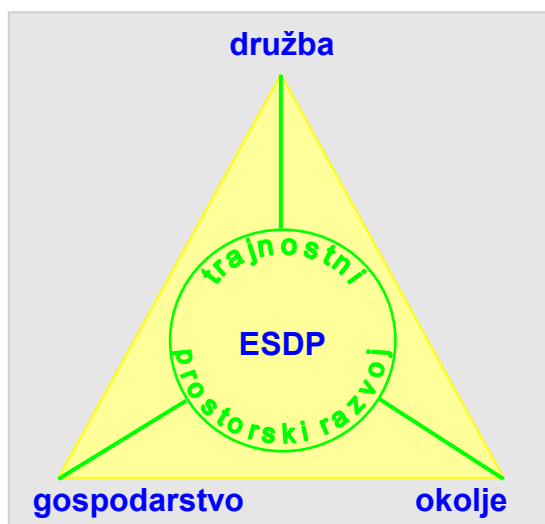 družba
trajnostni
ESDP
prostorski razvoj
gospodarstvo
okolje